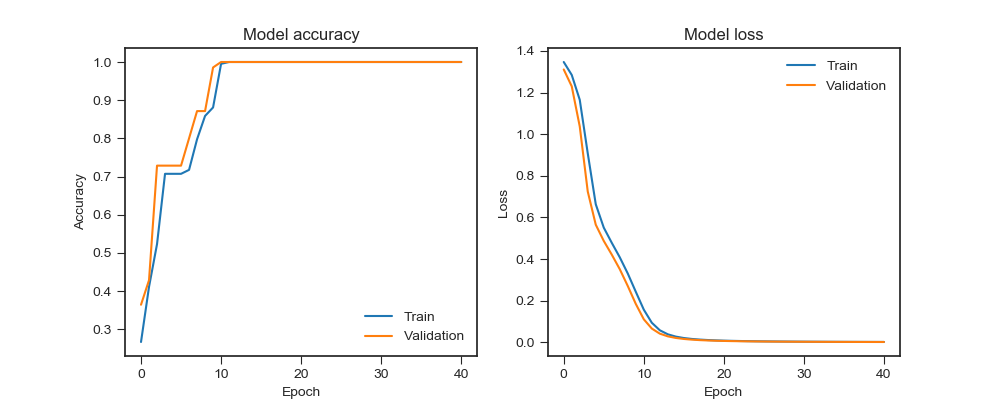 Model accuracy
Accuracy
1.0
0.9
0.8
0.7
0.6
0.5
0.4
0.3
0 10 20 30 40
Epoch
Train
Validation
Model loss
Loss
1.4
1.2
1.0
0.8
0.6
0.4
0.2
0.0
0 10 20 30 40
Epoch
Train
Validation